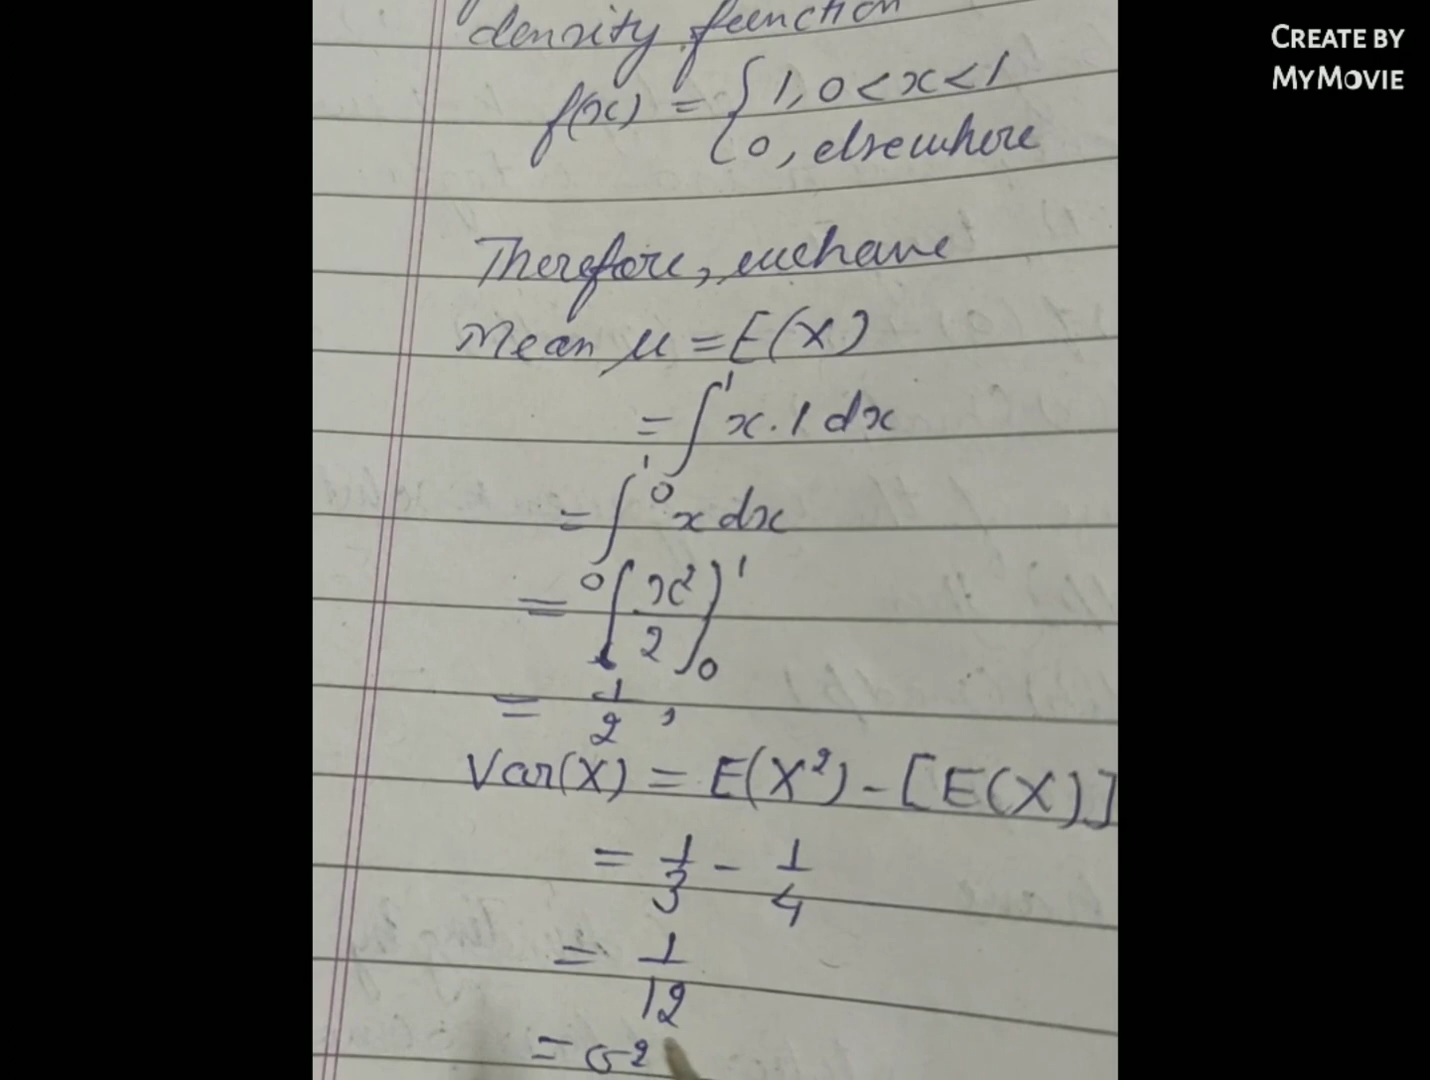 density function
f(x) = { 1, 0 < x < 1
0, elsewhere
Therefore, we have
Mean μ = E(X)
= ∫₀¹ x. 1 dx
= ∫₀¹ x dx
= [x²/2]₀¹
= 1/2,
Var(X) = E(X²) - [E(X)]
= 1/3 - 1/4
= 1/12
= σ²
CREATE BY
MYMOVIE